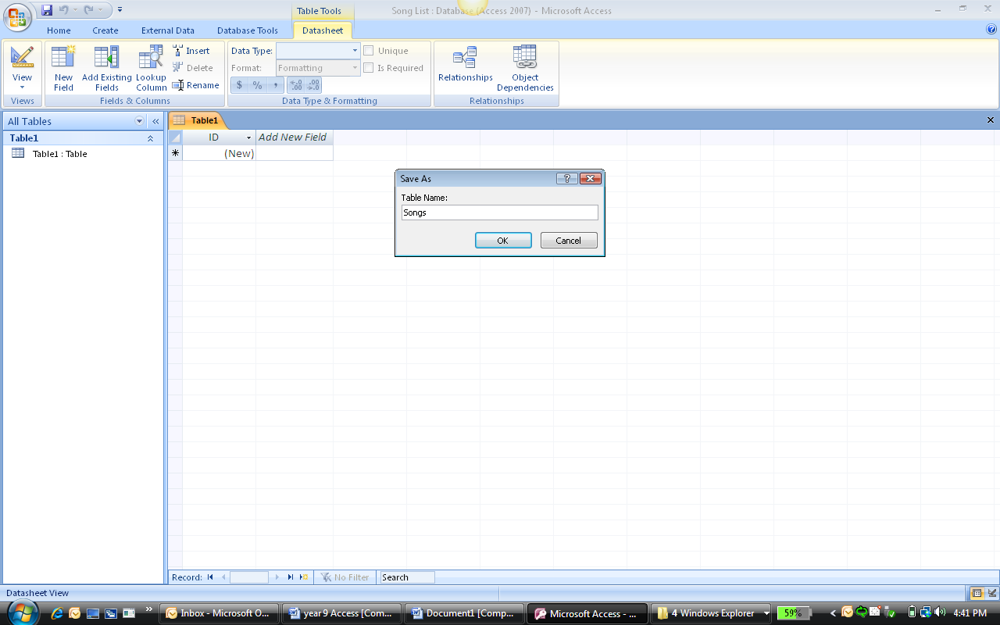 Table Tools
Song List : Database (Access 2007) - Microsoft Access
Home Create External Data Database Tools Datasheet
View
Views
New Field
Add Existing Fields
Lookup Column
Insert
Delete
Rename
Fields & Columns
Data Type:
Format: Formatting
$ % ,
Unique
Is Required
Data Type & Formatting
Relationships
Object Dependencies
Relationships
All Tables
Table1
Table1 : Table
Table1
ID Add New Field
(New)
Save As
Table Name:
Songs
OK Cancel
Record: No Filter Search
Datasheet View
Inbox - Microsoft O... year 9 Access [Com... Document1 [Comp... Microsoft Access - ... 4 Windows Explorer 59% 4:41 PM